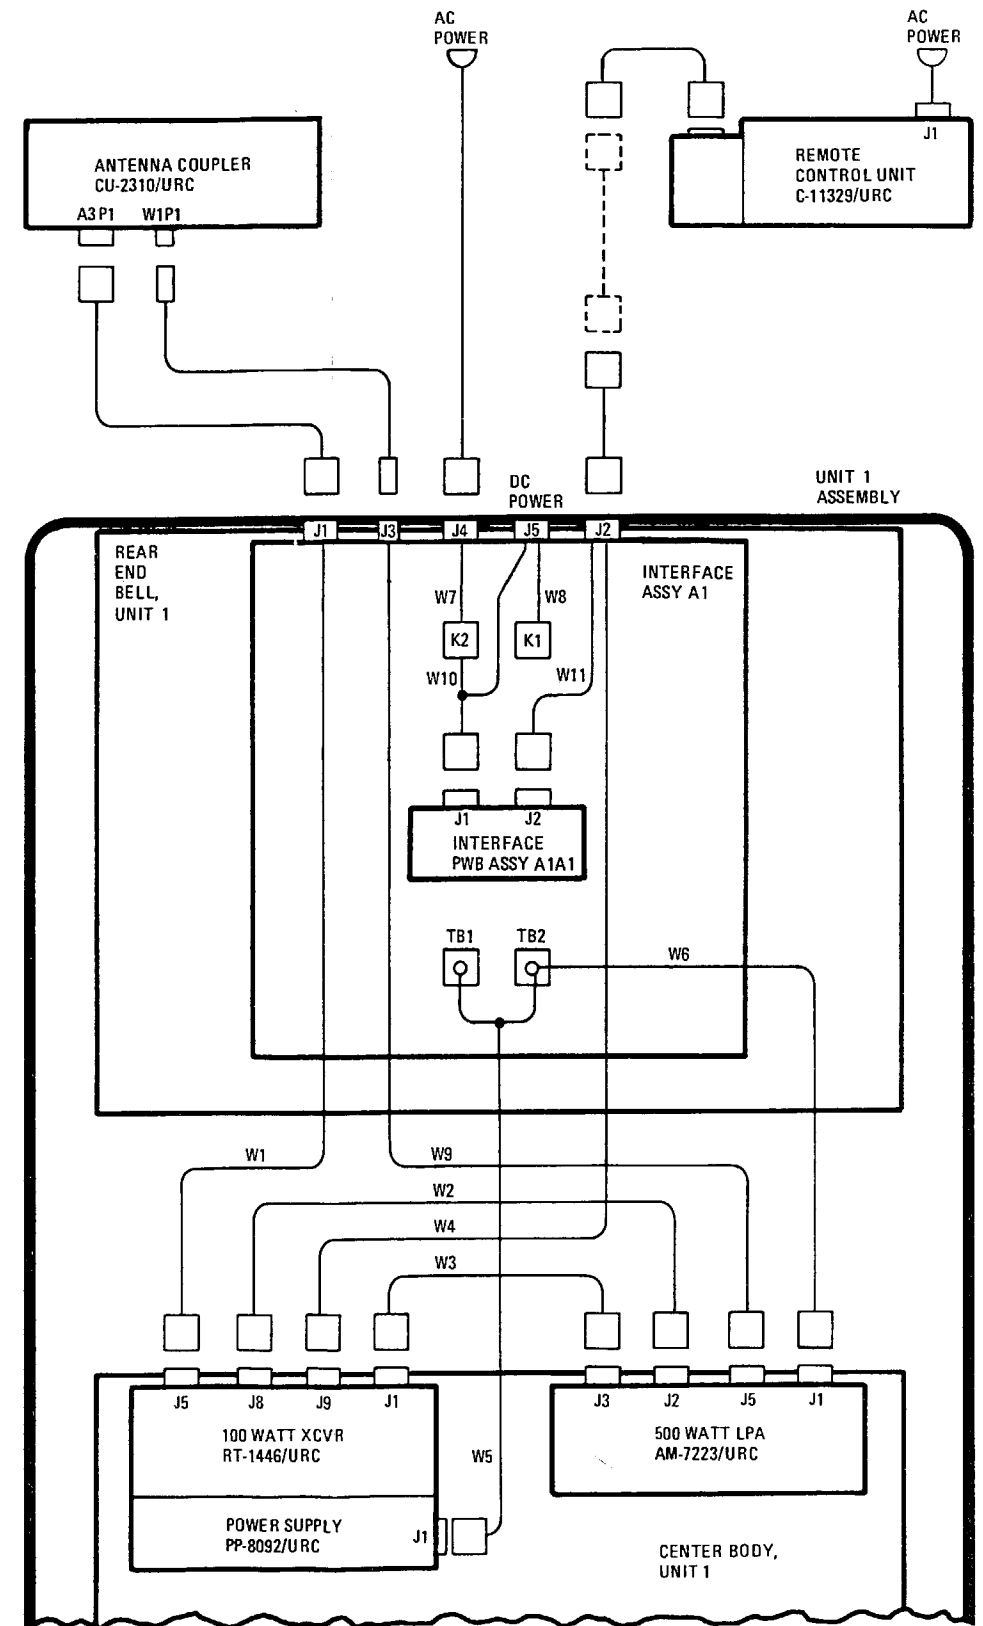 AC
POWER
AC
POWER
J1
ANTENNA COUPLER
CU-2310/URC
A3P1 W1P1
REMOTE
CONTROL UNIT
C-11329/URC
DC
POWER
UNIT 1
ASSEMBLY
J1 J3 J4 J5 J2
REAR
END
BELL,
UNIT 1
INTERFACE
ASSY A1
W7 W8
K2 K1
W10 W11
J1 J2
INTERFACE
PWB ASSY A1A1
TB1 TB2
W6
W1 W9
W2
W4
W3
J5 J8 J9 J1
J3 J2 J5 J1
100 WATT XCVR
RT-1446/URC
500 WATT LPA
AM-7223/URC
W5
POWER SUPPLY
PP-8092/URC
J1
CENTER BODY,
UNIT 1